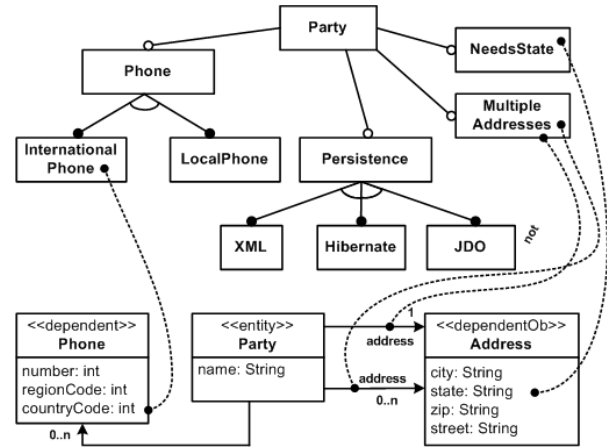 Party
NeedsState
Phone
Multiple
Addresses
International
Phone
LocalPhone
Persistence
XML
Hibernate
JDO
not
<<dependent>>
Phone
number: int
regionCode: int
countryCode: int
0..n
<<entity>>
Party
name: String
1
address
address
0..n
<<dependentOb>>
Address
city: String
state: String
zip: String
street: String